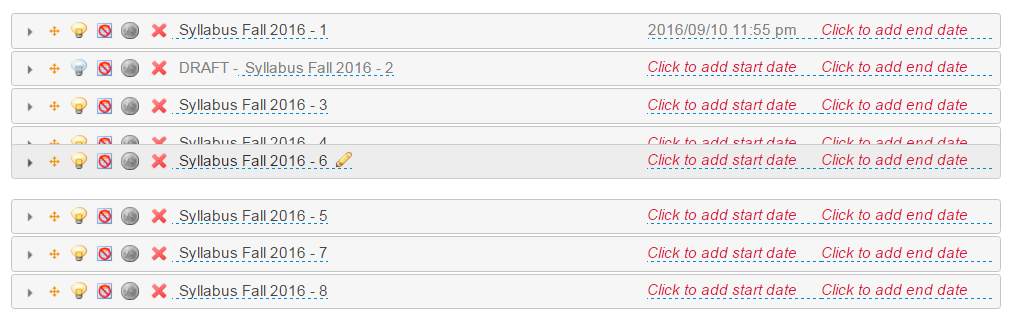 Syllabus Fall 2016 - 1 2016/09/10 11:55 pm Click to add end date
DRAFT - Syllabus Fall 2016 - 2 Click to add start date Click to add end date
Syllabus Fall 2016 - 3 Click to add start date Click to add end date
Syllabus Fall 2016 - 4 Click to add start date Click to add end date
Syllabus Fall 2016 - 6 Click to add start date Click to add end date
Syllabus Fall 2016 - 5 Click to add start date Click to add end date
Syllabus Fall 2016 - 7 Click to add start date Click to add end date
Syllabus Fall 2016 - 8 Click to add start date Click to add end date